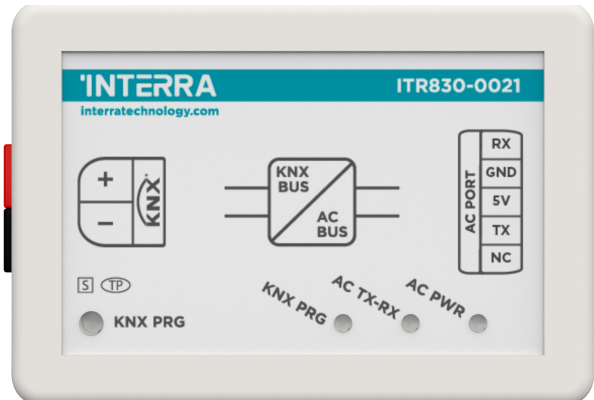 INTERRA
ITR830-0021
interratechnology.com
+
KNX
−
KNX
BUS
AC
BUS
AC PORT
RX
GND
5V
TX
NC
S
TP
KNX PRG
KNX PRG
AC TX-RX
AC PWR